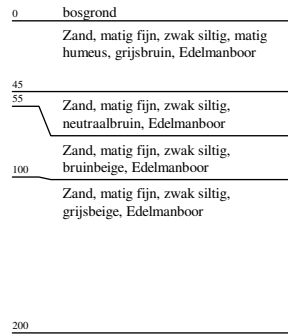 0 bosgrond
Zand, matig fijn, zwak siltig, matig
humeus, grijsbruin, Edelmanboor
45
55
Zand, matig fijn, zwak siltig,
neutraalbruin, Edelmanboor
Zand, matig fijn, zwak siltig,
bruinbeige, Edelmanboor
100
Zand, matig fijn, zwak siltig,
grijsbeige, Edelmanboor
200